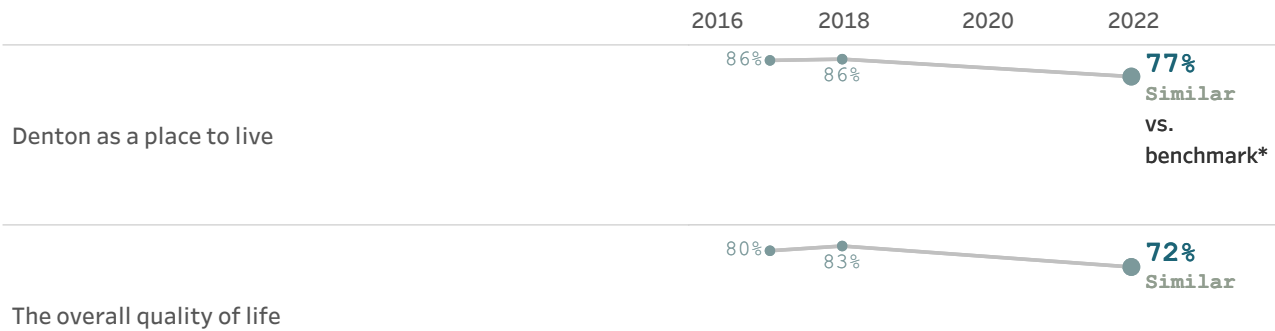 2016 2018 2020 2022
86% 86% 77%
Similar
vs.
benchmark*
Denton as a place to live
80% 83% 72%
Similar
The overall quality of life